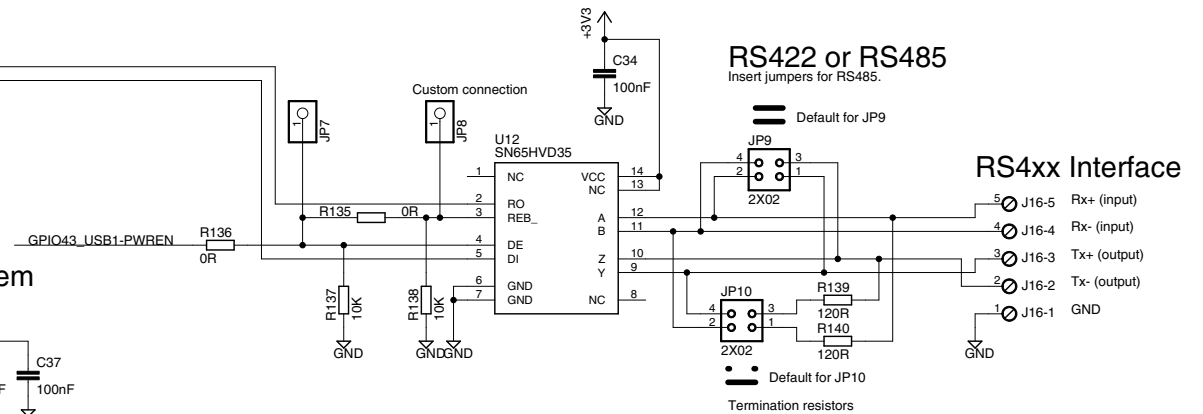 +3V3
C34
100nF
GND
RS422 or RS485
Insert jumpers for RS485.
Default for JP9
Custom connection
1
JP7
1
JP8
U12
SN65HVD35
JP9
4 3
2 1
2X02
RS4xx Interface
1 NC VCC 14
NC 13
2 RO
3 REB_
4 DE
5 DI
6 GND
7 GND
A 12
B 11
Z 10
Y 9
NC 8
R135 0R
GPIO43_USB1-PWREN
R136
0R
R137
10K
GND
R138
10K
GND
GND
5 J16-5 Rx+ (input)
4 J16-4 Rx- (input)
3 J16-3 Tx+ (output)
2 J16-2 Tx- (output)
1 J16-1 GND
GND
JP10
4 3
2 1
2X02
R139
120R
R140
120R
Default for JP10
Termination resistors
em
C37
100nF
F